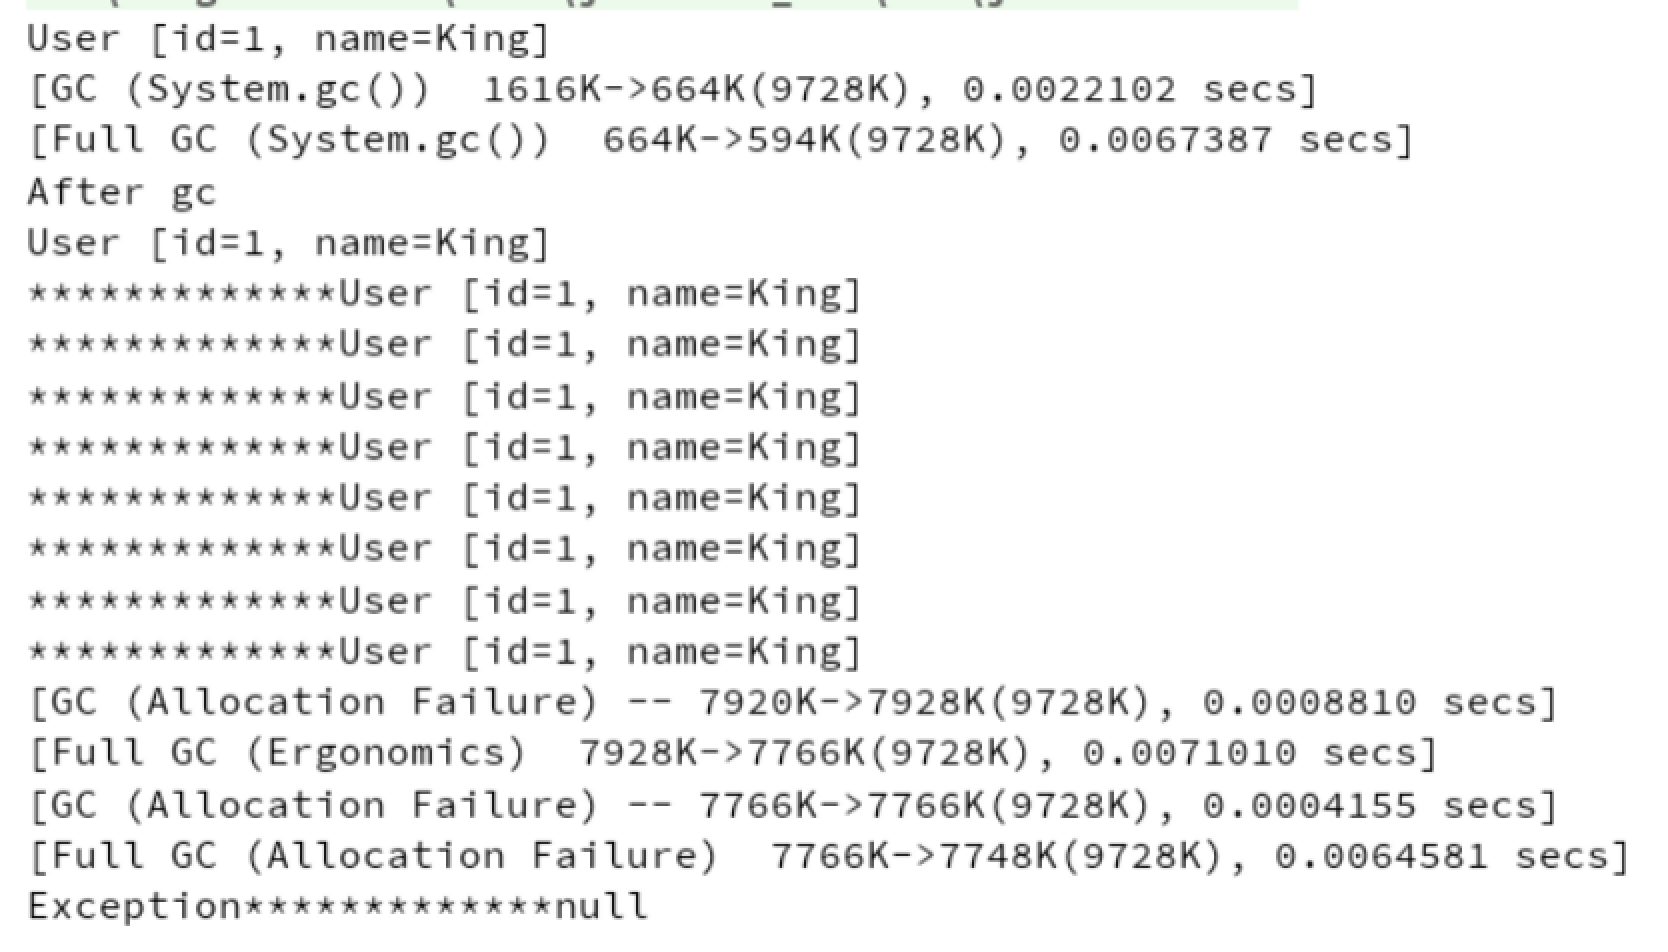 User [id=1, name=King]
[GC (System.gc())  1616K->664K(9728K), 0.0022102 secs]
[Full GC (System.gc())  664K->594K(9728K), 0.0067387 secs]
After gc
User [id=1, name=King]
*************User [id=1, name=King]
*************User [id=1, name=King]
*************User [id=1, name=King]
*************User [id=1, name=King]
*************User [id=1, name=King]
*************User [id=1, name=King]
*************User [id=1, name=King]
*************User [id=1, name=King]
[GC (Allocation Failure) -- 7920K->7928K(9728K), 0.0008810 secs]
[Full GC (Ergonomics)  7928K->7766K(9728K), 0.0071010 secs]
[GC (Allocation Failure) -- 7766K->7766K(9728K), 0.0004155 secs]
[Full GC (Allocation Failure)  7766K->7748K(9728K), 0.0064581 secs]
Exception*************null